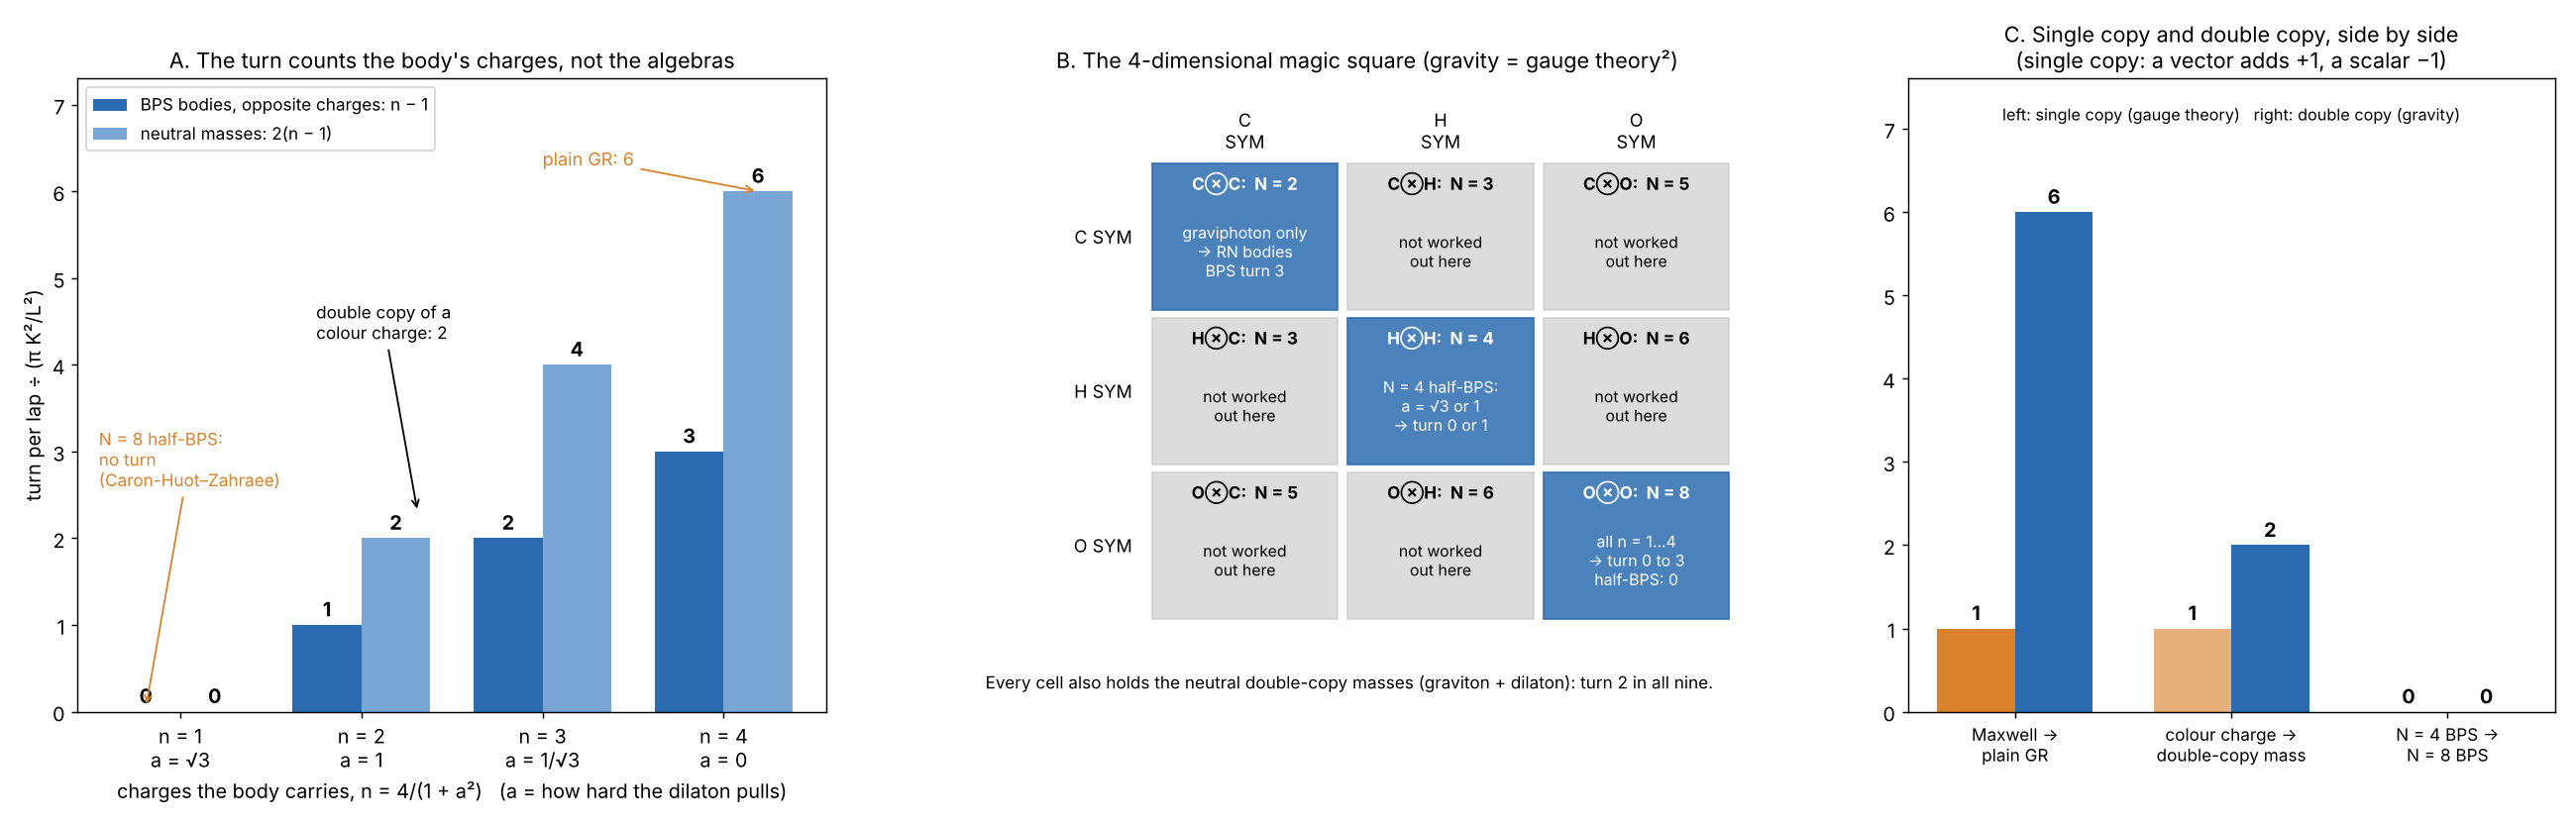 A. The turn counts the body's charges, not the algebras
BPS bodies, opposite charges: n − 1
neutral masses: 2(n − 1)
turn per lap ÷ (π K²/L²)
7
6
5
4
3
2
1
0
plain GR: 6
double copy of a
colour charge: 2
N = 8 half-BPS:
no turn
(Caron-Huot–Zahraee)
0
0
1
2
2
4
3
6
n = 1
a = √3
n = 2
a = 1
n = 3
a = 1/√3
n = 4
a = 0
charges the body carries, n = 4/(1 + a²) (a = how hard the dilaton pulls)
B. The 4-dimensional magic square (gravity = gauge theory²)
C
SYM
H
SYM
O
SYM
C SYM
C⊗C: N = 2
graviphoton only
→ RN bodies
BPS turn 3
C⊗H: N = 3
not worked
out here
C⊗O: N = 5
not worked
out here
H SYM
H⊗C: N = 3
not worked
out here
H⊗H: N = 4
N = 4 half-BPS:
a = √3 or 1
→ turn 0 or 1
H⊗O: N = 6
not worked
out here
O SYM
O⊗C: N = 5
not worked
out here
O⊗H: N = 6
not worked
out here
O⊗O: N = 8
all n = 1…4
→ turn 0 to 3
half-BPS: 0
Every cell also holds the neutral double-copy masses (graviton + dilaton): turn 2 in all nine.
C. Single copy and double copy, side by side
(single copy: a vector adds +1, a scalar −1)
left: single copy (gauge theory) right: double copy (gravity)
7
6
5
4
3
2
1
0
1
6
1
2
0
0
Maxwell →
plain GR
colour charge →
double-copy mass
N = 4 BPS →
N = 8 BPS